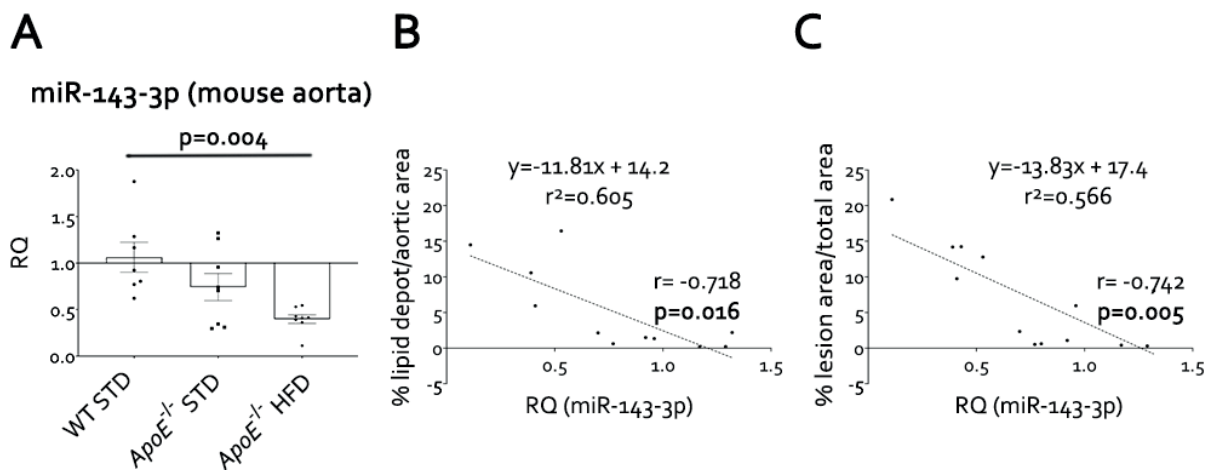 A
miR-143-3p (mouse aorta)
p=0.004
RQ
2.0
1.5
1.0
0.5
0.0
WT STD
ApoE-/- STD
ApoE-/- HFD
B
% lipid depot/aortic area
25
20
15
10
5
0
-5
y=-11.81x + 14.2
r²=0.605
r= -0.718
p=0.016
0.5
1.0
1.5
RQ (miR-143-3p)
C
% lesion area/total area
25
20
15
10
5
0
-5
y=-13.83x + 17.4
r²=0.566
r= -0.742
p=0.005
0.5
1.0
1.5
RQ (miR-143-3p)